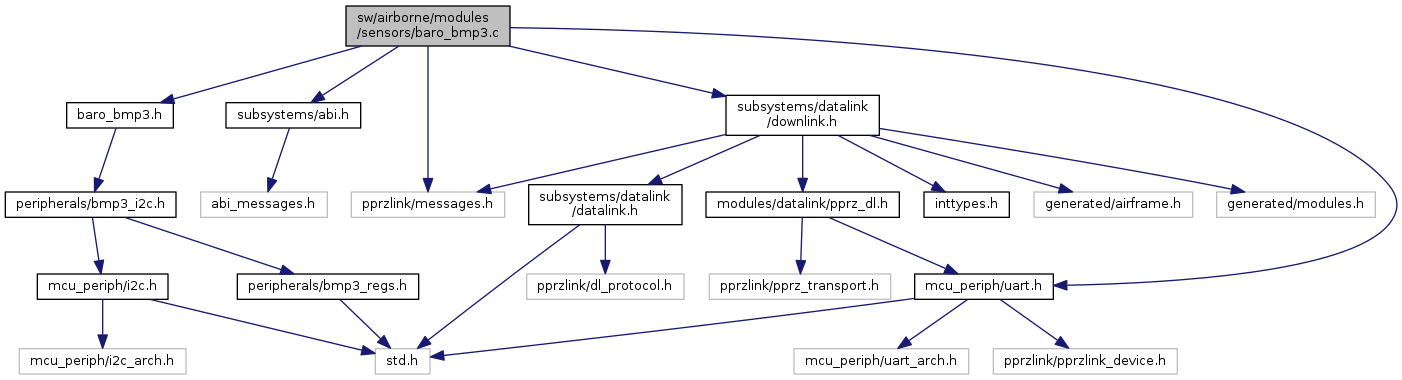 sw/airborne/modules
/sensors/baro_bmp3.c
baro_bmp3.h
subsystems/abi.h
subsystems/datalink
/downlink.h
peripherals/bmp3_i2c.h
abi_messages.h
pprzlink/messages.h
subsystems/datalink
/datalink.h
modules/datalink/pprz_dl.h
inttypes.h
generated/airframe.h
generated/modules.h
mcu_periph/i2c.h
peripherals/bmp3_regs.h
pprzlink/dl_protocol.h
pprzlink/pprz_transport.h
mcu_periph/uart.h
mcu_periph/i2c_arch.h
std.h
mcu_periph/uart_arch.h
pprzlink/pprzlink_device.h